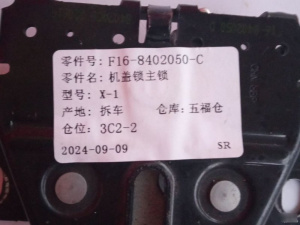 零件号: F16-8402050-C
零件名: 机盖锁主锁
型号: X-1
产地: 拆车 仓库: 五福仓
仓位: 3C2-2
2024-09-09 SR